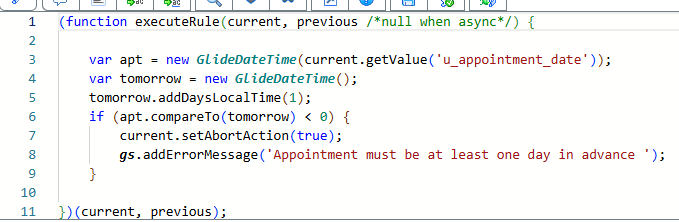 1 (function executeRule(current, previous /*null when async*/) {
2
3 var apt = new GlideDateTime(current.getValue('u_appointment_date'));
4 var tomorrow = new GlideDateTime();
5 tomorrow.addDaysLocalTime(1);
6 if (apt.compareTo(tomorrow) < 0) {
7 current.setAbortAction(true);
8 gs.addErrorMessage('Appointment must be at least one day in advance ');
9 }
10
11 })(current, previous);